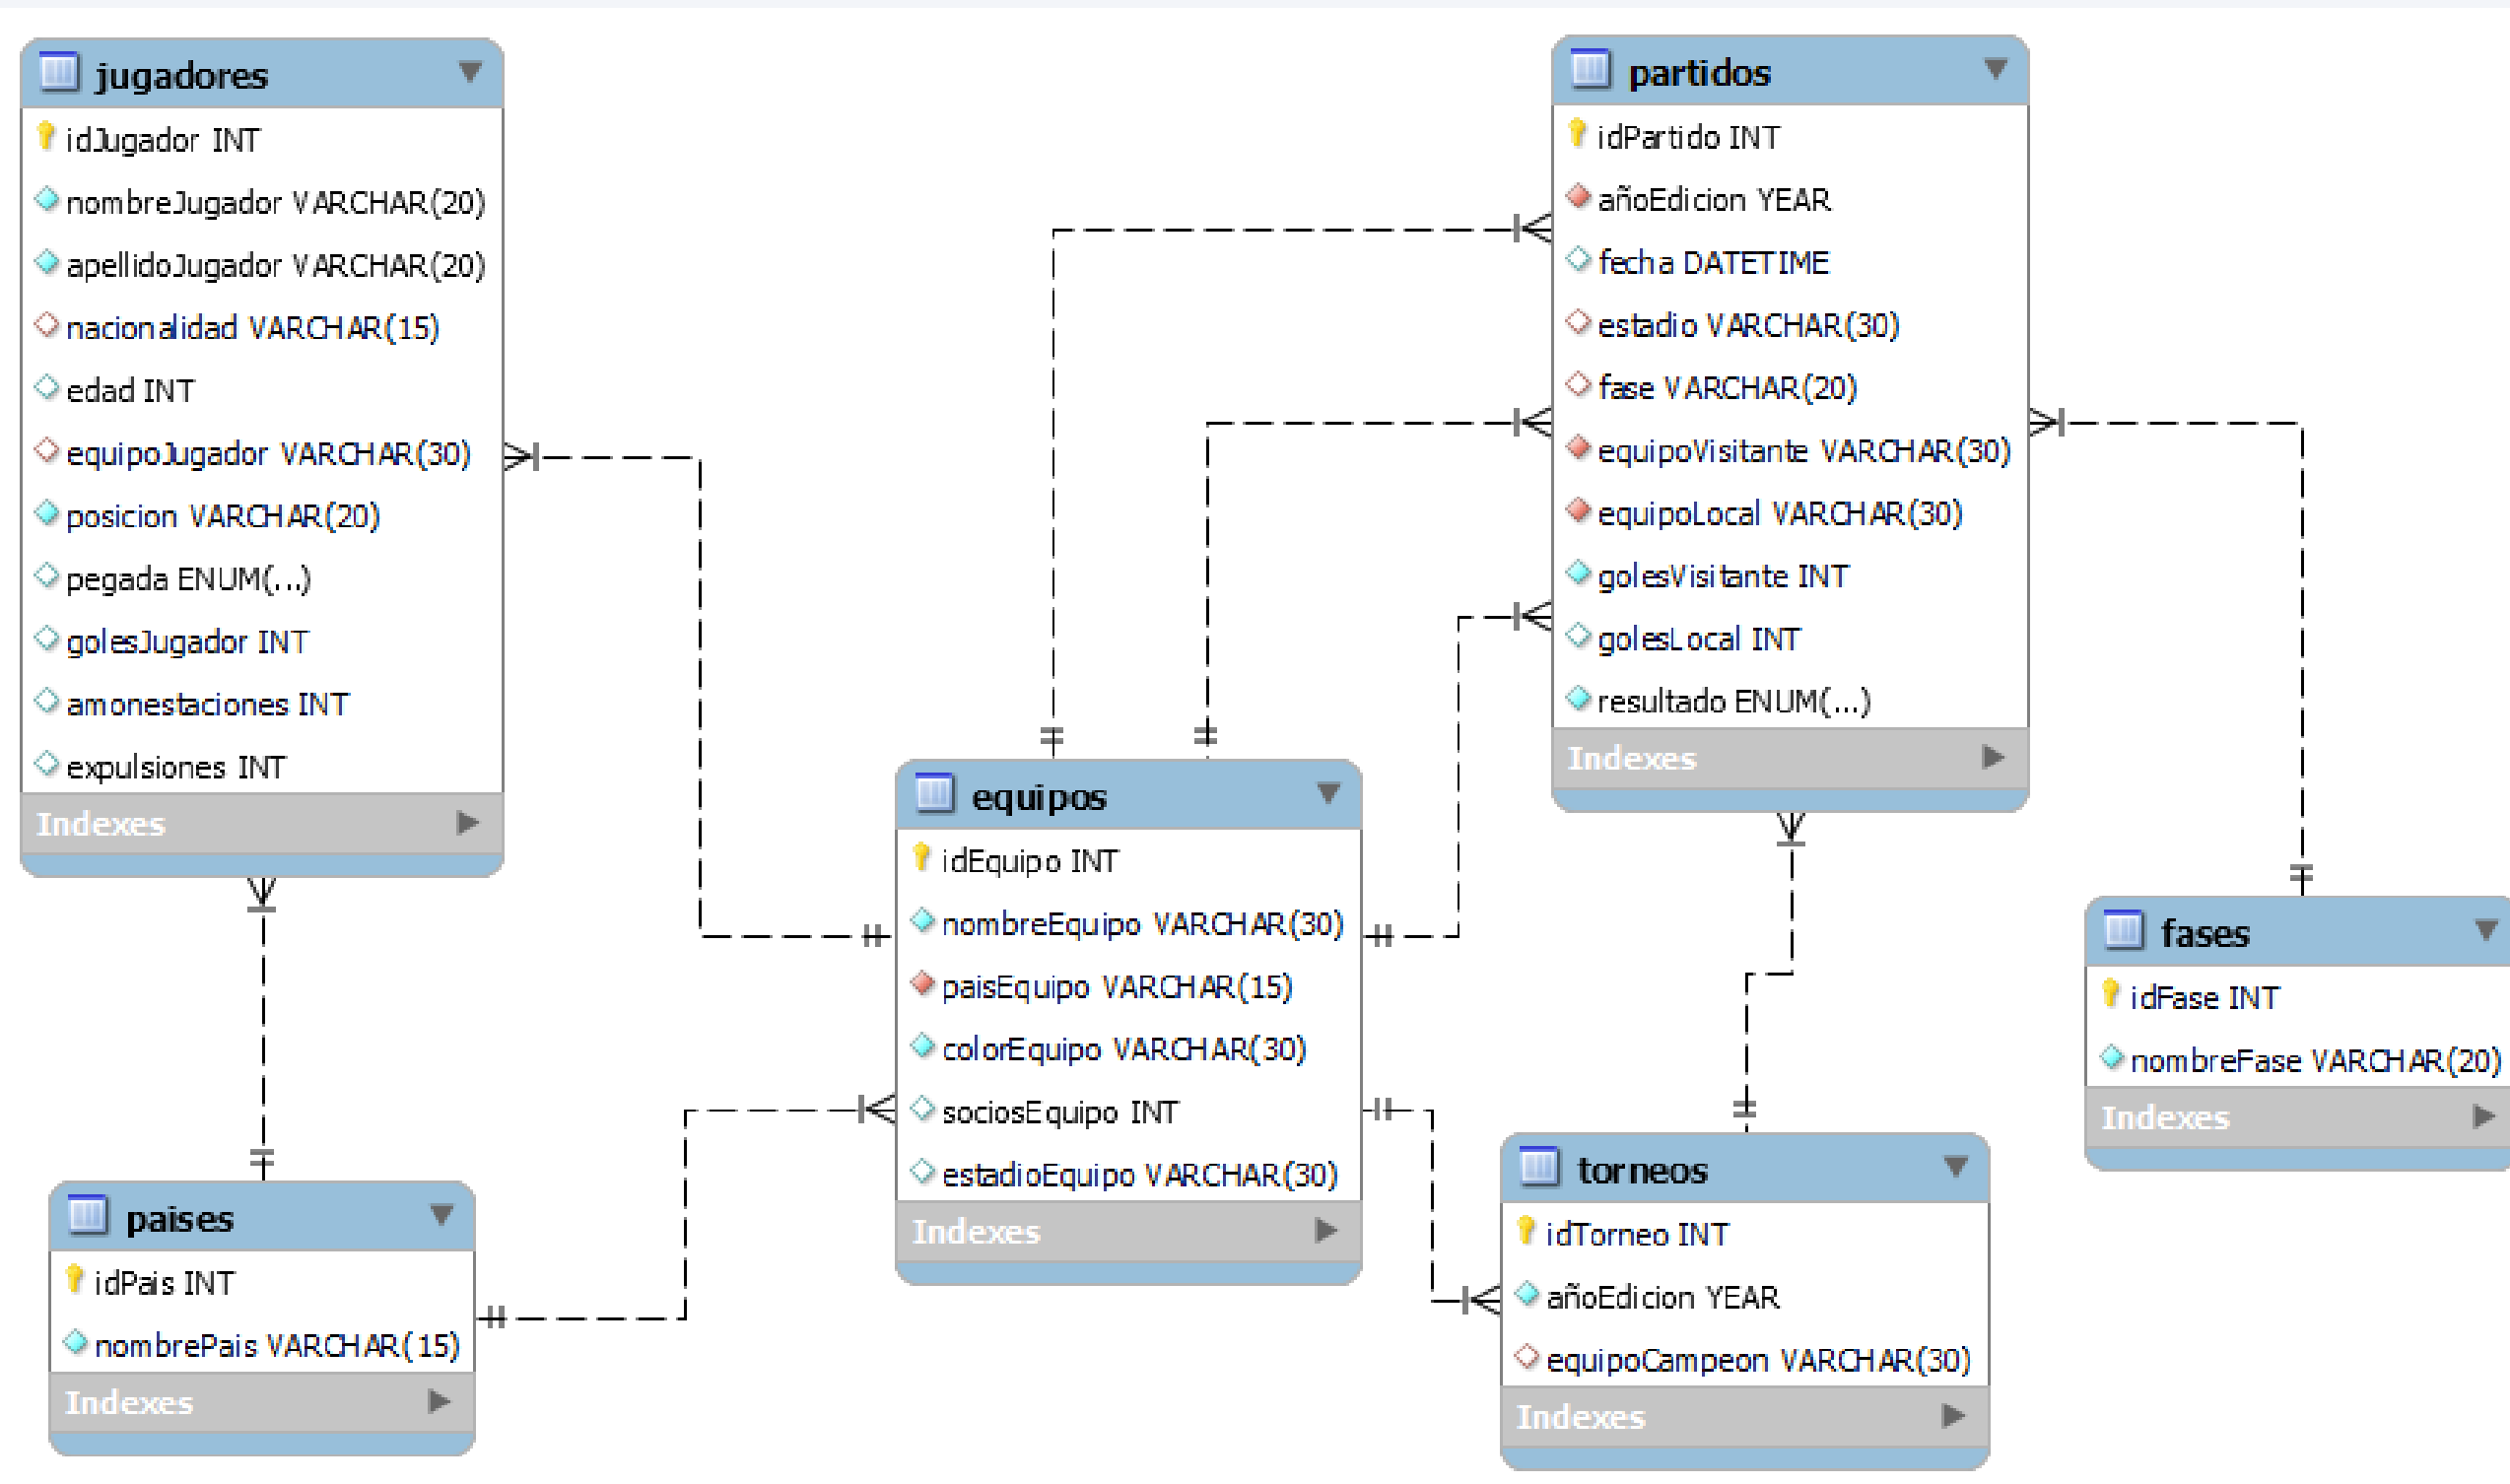 jugadores
idJugador INT
nombreJugador VARCHAR(20)
apellidoJugador VARCHAR(20)
nacionalidad VARCHAR(15)
edad INT
equipoJugador VARCHAR(30)
posicion VARCHAR(20)
pegada ENUM(...)
golesJugador INT
amonestaciones INT
expulsiones INT
Indexes
partidos
idPartido INT
añoEdicion YEAR
fecha DATETIME
estadio VARCHAR(30)
fase VARCHAR(20)
equipoVisitante VARCHAR(30)
equipoLocal VARCHAR(30)
golesVisitante INT
golesLocal INT
resultado ENUM(...)
Indexes
equipos
idEquipo INT
nombreEquipo VARCHAR(30)
paisEquipo VARCHAR(15)
colorEquipo VARCHAR(30)
sociosEquipo INT
estadioEquipo VARCHAR(30)
Indexes
fases
idFase INT
nombreFase VARCHAR(20)
Indexes
paises
idPais INT
nombrePais VARCHAR(15)
Indexes
torneos
idTorneo INT
añoEdicion YEAR
equipoCampeon VARCHAR(30)
Indexes